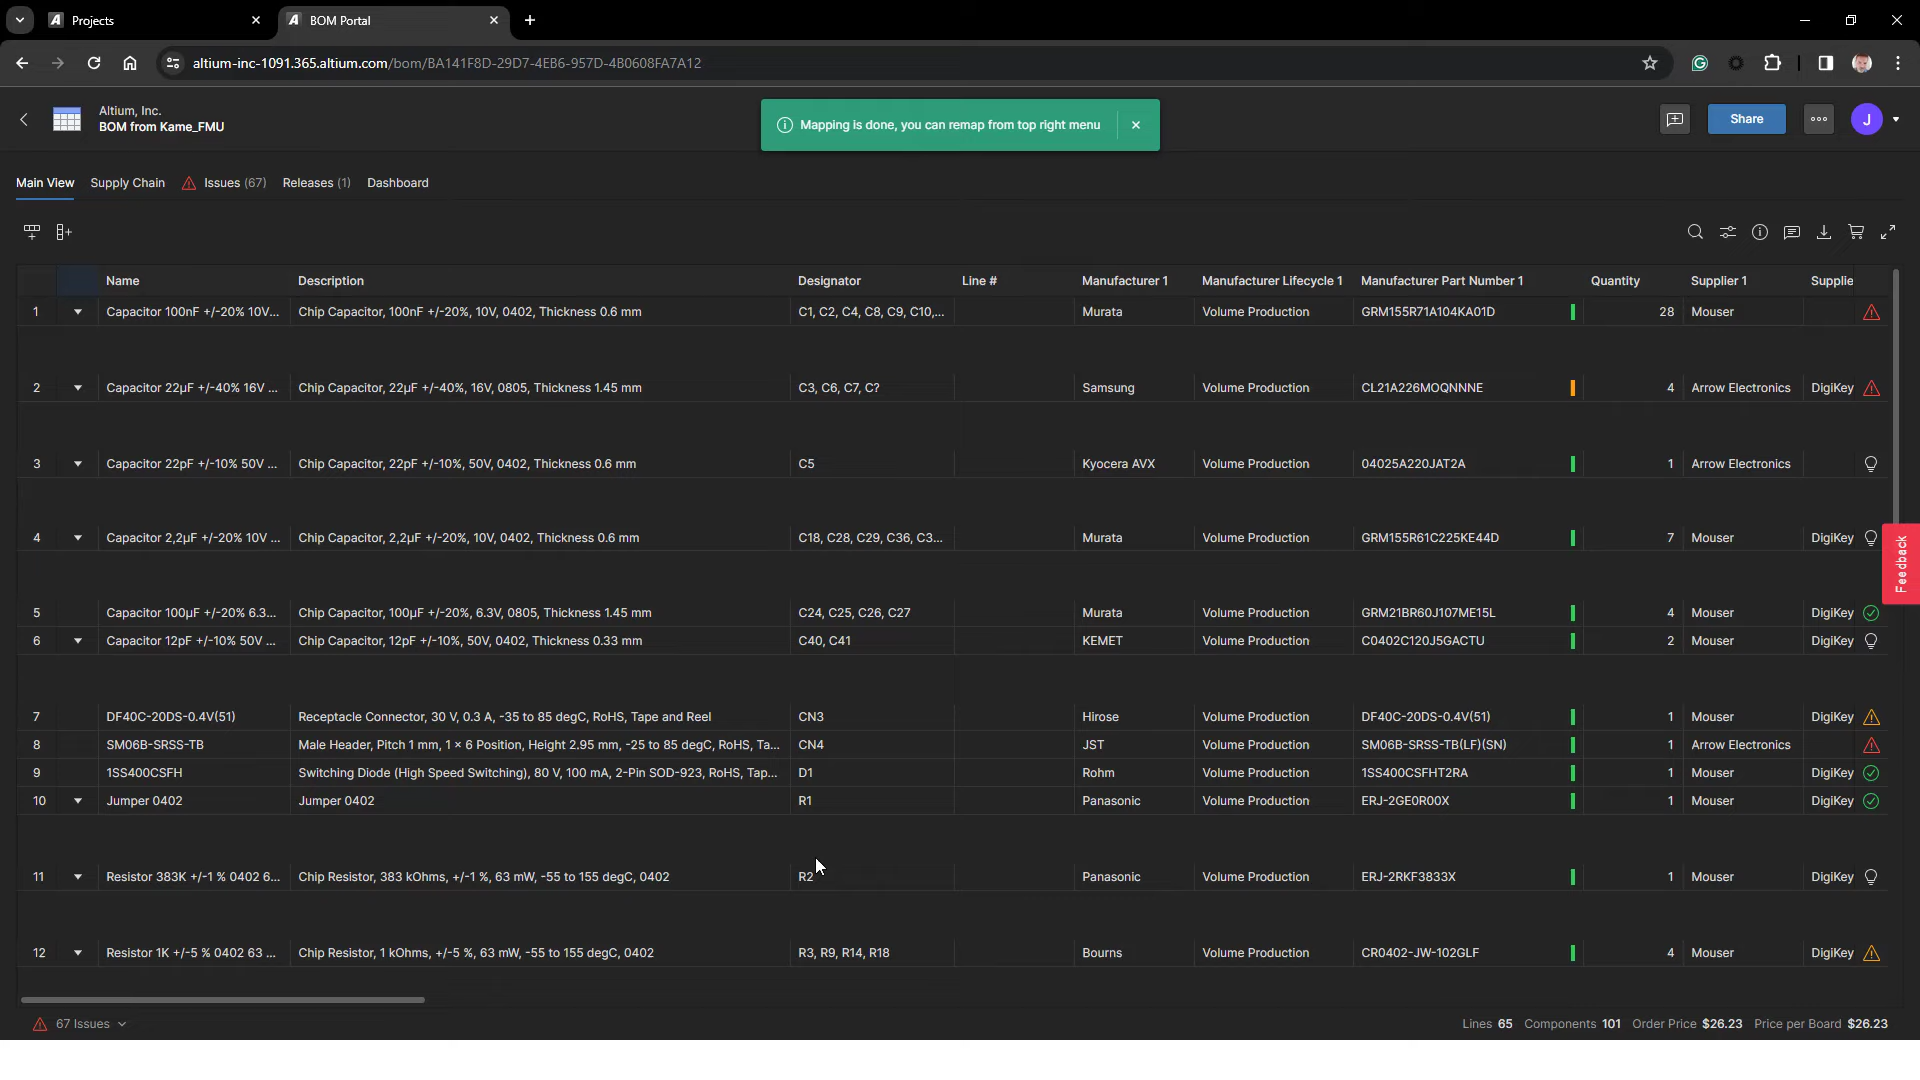 Projects
BOM Portal
altium-inc-1091.365.altium.com/bom/BA141F8D-29D7-4EB6-957D-4B0608FA7A12
Altium, Inc.
BOM from Kame_FMU
Mapping is done, you can remap from top right menu
Share
J
Main View Supply Chain Issues (67) Releases (1) Dashboard
Name Description Designator Line # Manufacturer 1 Manufacturer Lifecycle 1 Manufacturer Part Number 1 Quantity Supplier 1 Supplie
1 Capacitor 100nF +/-20% 10V... Chip Capacitor, 100nF +/-20%, 10V, 0402, Thickness 0.6 mm C1, C2, C4, C8, C9, C10,... Murata Volume Production GRM155R71A104KA01D 28 Mouser
2 Capacitor 22µF +/-40% 16V ... Chip Capacitor, 22µF +/-40%, 16V, 0805, Thickness 1.45 mm C3, C6, C7, C? Samsung Volume Production CL21A226MOQNNNE 4 Arrow Electronics DigiKey
3 Capacitor 22pF +/-10% 50V ... Chip Capacitor, 22pF +/-10%, 50V, 0402, Thickness 0.6 mm C5 Kyocera AVX Volume Production 04025A220JAT2A 1 Arrow Electronics
4 Capacitor 2,2µF +/-20% 10V ... Chip Capacitor, 2,2µF +/-20%, 10V, 0402, Thickness 0.6 mm C18, C28, C29, C36, C3... Murata Volume Production GRM155R61C225KE44D 7 Mouser DigiKey
Feedback
5 Capacitor 100µF +/-20% 6.3... Chip Capacitor, 100µF +/-20%, 6.3V, 0805, Thickness 1.45 mm C24, C25, C26, C27 Murata Volume Production GRM21BR60J107ME15L 4 Mouser DigiKey
6 Capacitor 12pF +/-10% 50V ... Chip Capacitor, 12pF +/-10%, 50V, 0402, Thickness 0.33 mm C40, C41 KEMET Volume Production C0402C120J5GACTU 2 Mouser DigiKey
7 DF40C-20DS-0.4V(51) Receptacle Connector, 30 V, 0.3 A, -35 to 85 degC, RoHS, Tape and Reel CN3 Hirose Volume Production DF40C-20DS-0.4V(51) 1 Mouser DigiKey
8 SM06B-SRSS-TB Male Header, Pitch 1 mm, 1 × 6 Position, Height 2.95 mm, -25 to 85 degC, RoHS, Ta... CN4 JST Volume Production SM06B-SRSS-TB(LF)(SN) 1 Arrow Electronics
9 1SS400CSFH Switching Diode (High Speed Switching), 80 V, 100 mA, 2-Pin SOD-923, RoHS, Tap... D1 Rohm Volume Production 1SS400CSFHT2RA 1 Mouser DigiKey
10 Jumper 0402 Jumper 0402 R1 Panasonic Volume Production ERJ-2GE0R00X 1 Mouser DigiKey
11 Resistor 383K +/-1 % 0402 6... Chip Resistor, 383 kOhms, +/-1 %, 63 mW, -55 to 155 degC, 0402 R2 Panasonic Volume Production ERJ-2RKF3833X 1 Mouser DigiKey
12 Resistor 1K +/-5 % 0402 63 ... Chip Resistor, 1 kOhms, +/-5 %, 63 mW, -55 to 155 degC, 0402 R3, R9, R14, R18 Bourns Volume Production CR0402-JW-102GLF 4 Mouser DigiKey
67 Issues Lines 65 Components 101 Order Price $26.23 Price per Board $26.23